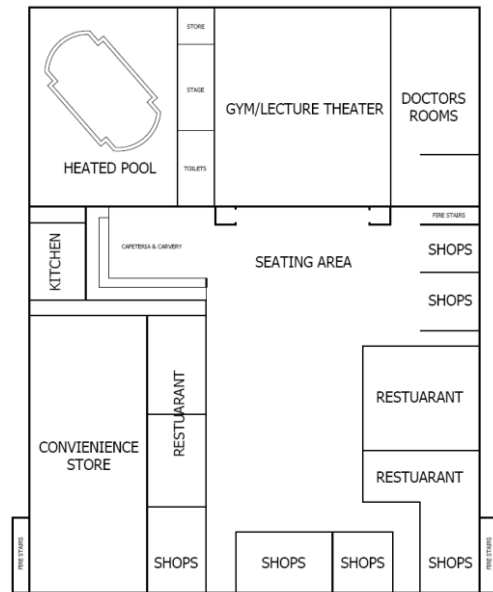 STORE
STAGE
GYM/LECTURE THEATER
DOCTORS
ROOMS
HEATED POOL
TOILETS
FIRE STAIRS
CAFETERIA & CARVERY
SHOPS
KITCHEN
SEATING AREA
SHOPS
RESTUARANT
RESTUARANT
CONVIENIENCE
STORE
RESTUARANT
FIRE STAIRS
SHOPS
SHOPS
SHOPS
SHOPS
FIRE STAIRS